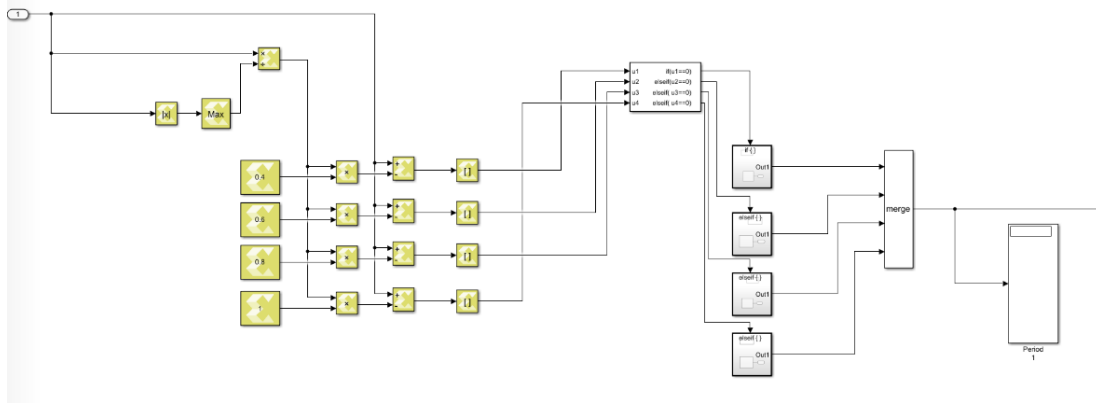 1
×
÷
|x|
Max
u1 if(u1==0)
u2 elseif(u2==0)
u3 elseif( u3==0)
u4 elseif( u4==0)
0.4
×
+
-
[ ]
0.6
×
+
-
[ ]
0.8
×
+
-
[ ]
×
+
-
[ ]
if { }
Out1
elseif { }
Out1
elseif { }
Out1
elseif { }
Out1
merge
Period
1